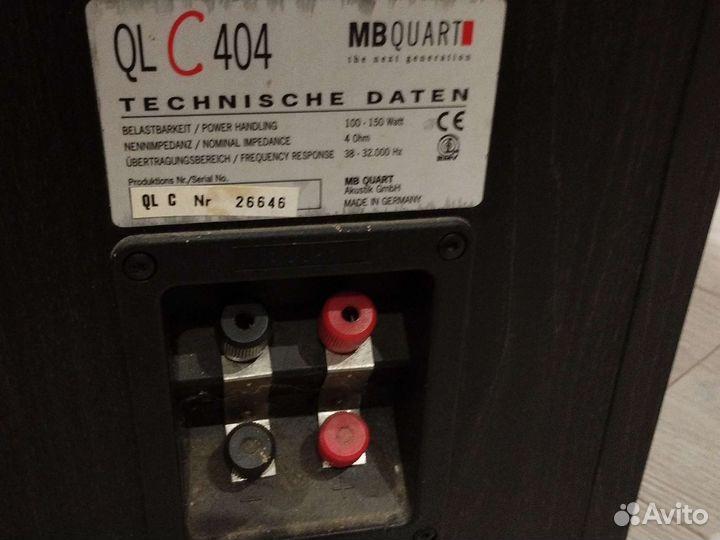 QL C 404
MB QUART
the next generation
TECHNISCHE DATEN
BELASTBARKEIT / POWER HANDLING 100 - 150 Watt
NENNIMPEDANZ / NOMINAL IMPEDANCE 4 Ohm
ÜBERTRAGUNGSBEREICH / FREQUENCY RESPONSE 38 - 32.000 Hz
CE
Produktions Nr./Serial No.
QL C Nr 26646
MB QUART
Akustik GmbH
MADE IN GERMANY
Avito